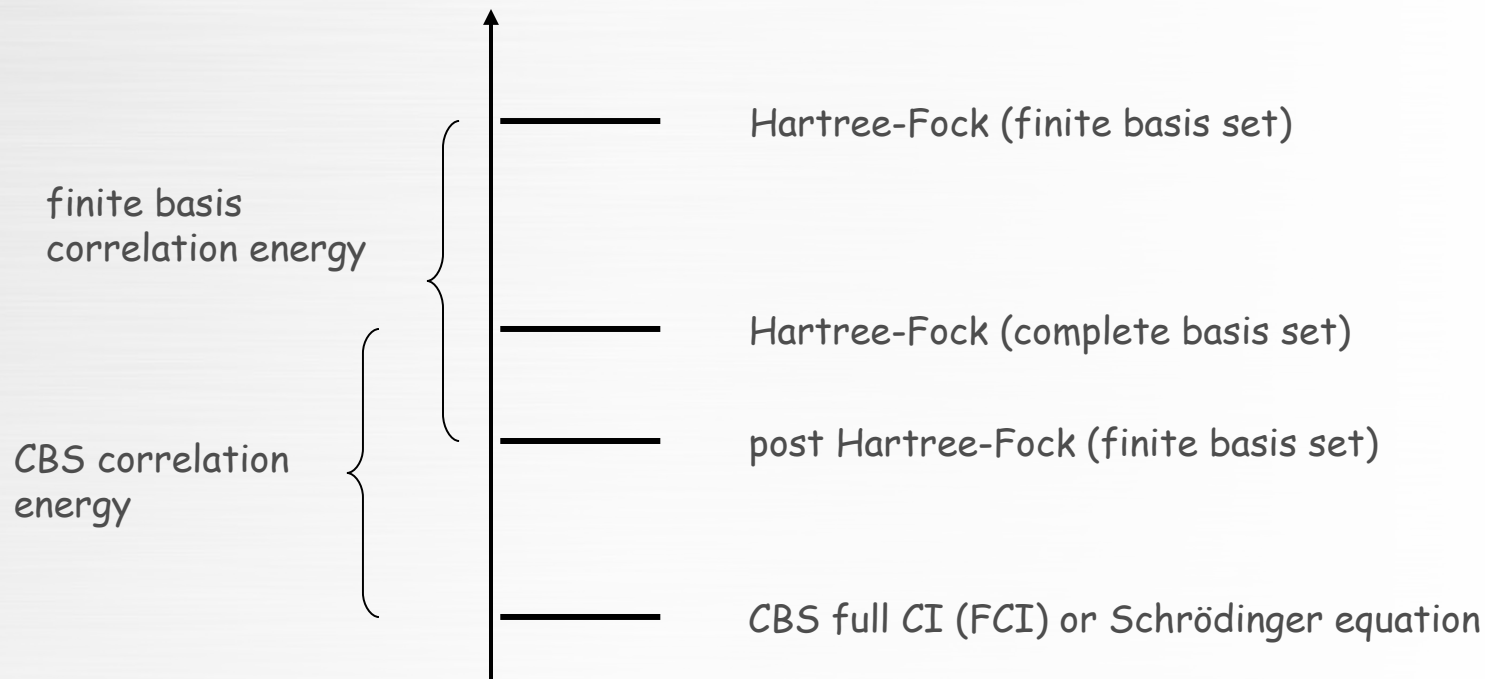 Hartree-Fock (finite basis set)
finite basis
correlation energy
Hartree-Fock (complete basis set)
post Hartree-Fock (finite basis set)
CBS correlation
energy
CBS full CI (FCI) or Schrödinger equation